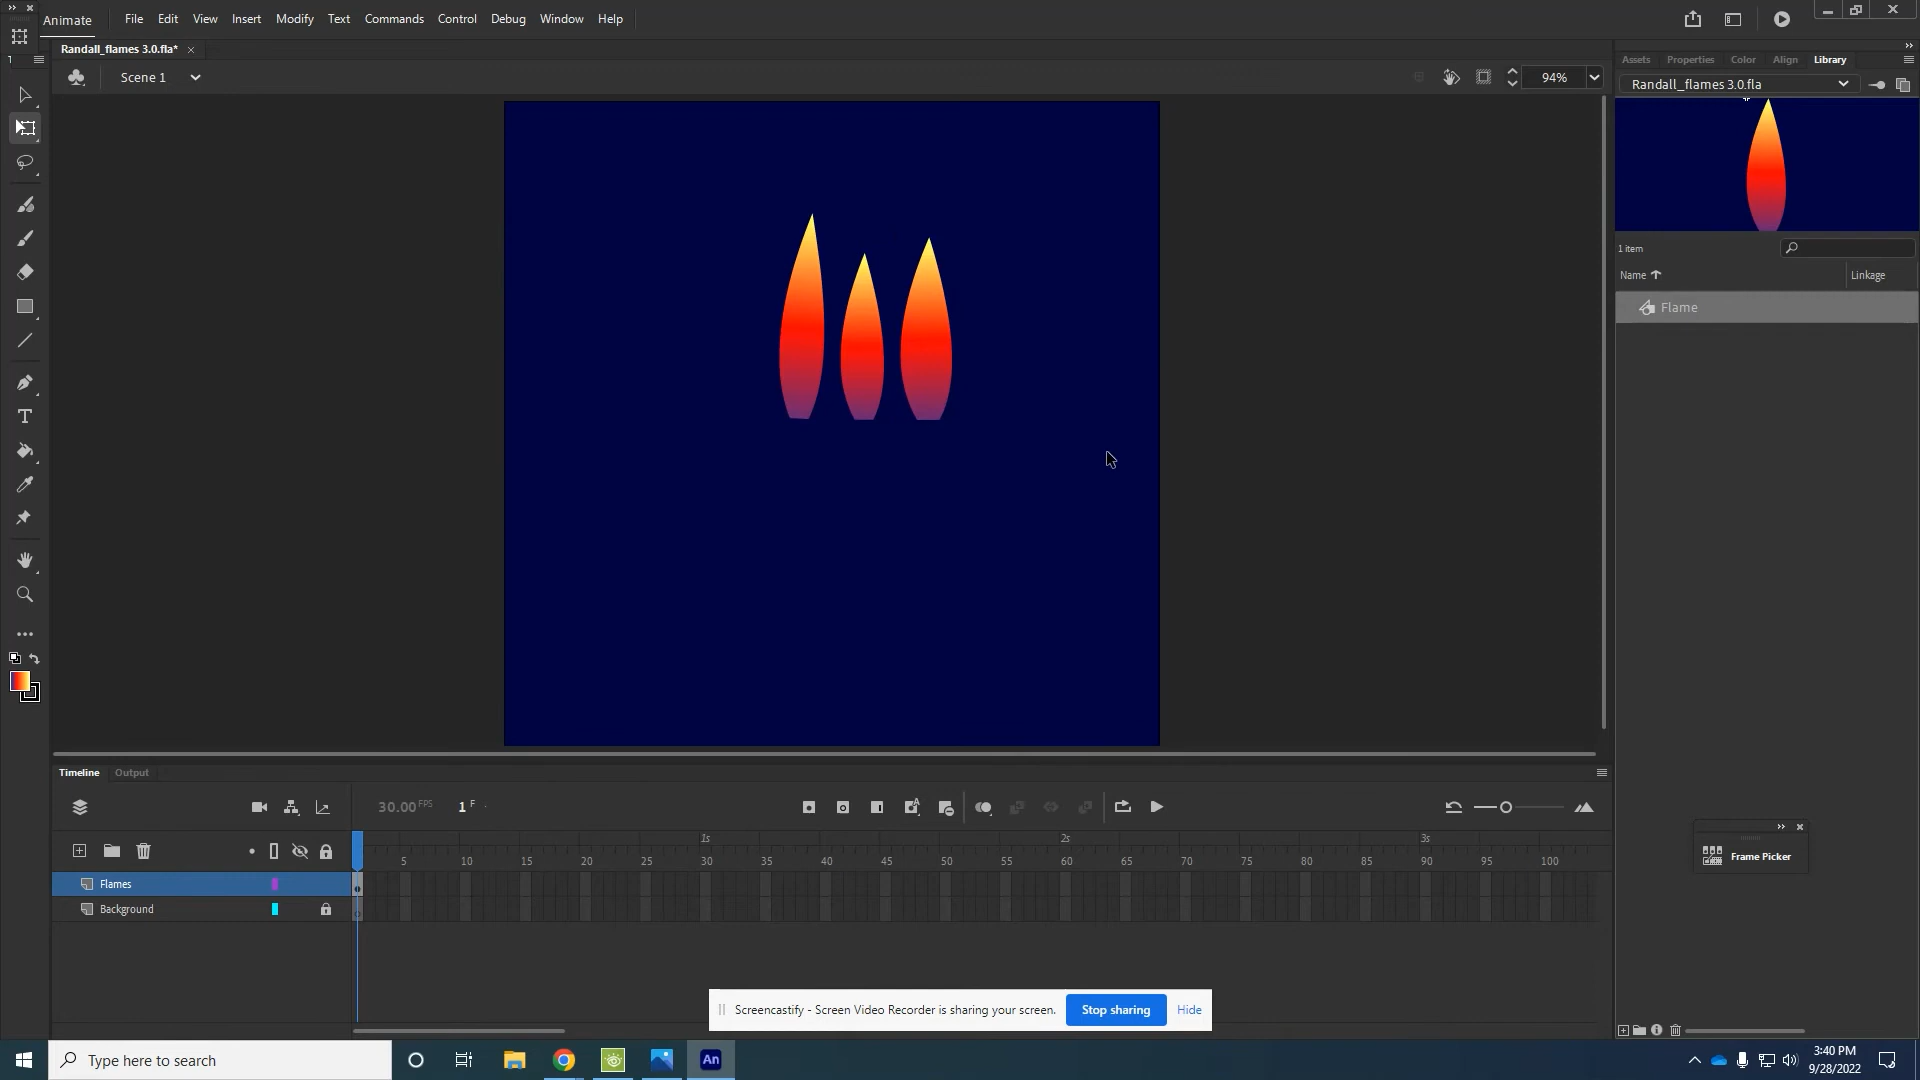 Animate File Edit View Insert Modify Text Commands Control Debug Window Help
Randall_flames 3.0.fla*
Scene 1 94%
Assets Properties Color Align Library
Randall_flames 3.0.fla
1 item
Name Linkage
Flame
T
Timeline Output
30.00 FPS 1 F
1s 2s 3s
5 10 15 20 25 30 35 40 45 50 55 60 65 70 75 80 85 90 95 100
Flames
Background
Frame Picker
Screencastify - Screen Video Recorder is sharing your screen. Stop sharing Hide
Type here to search
An
3:40 PM
9/28/2022